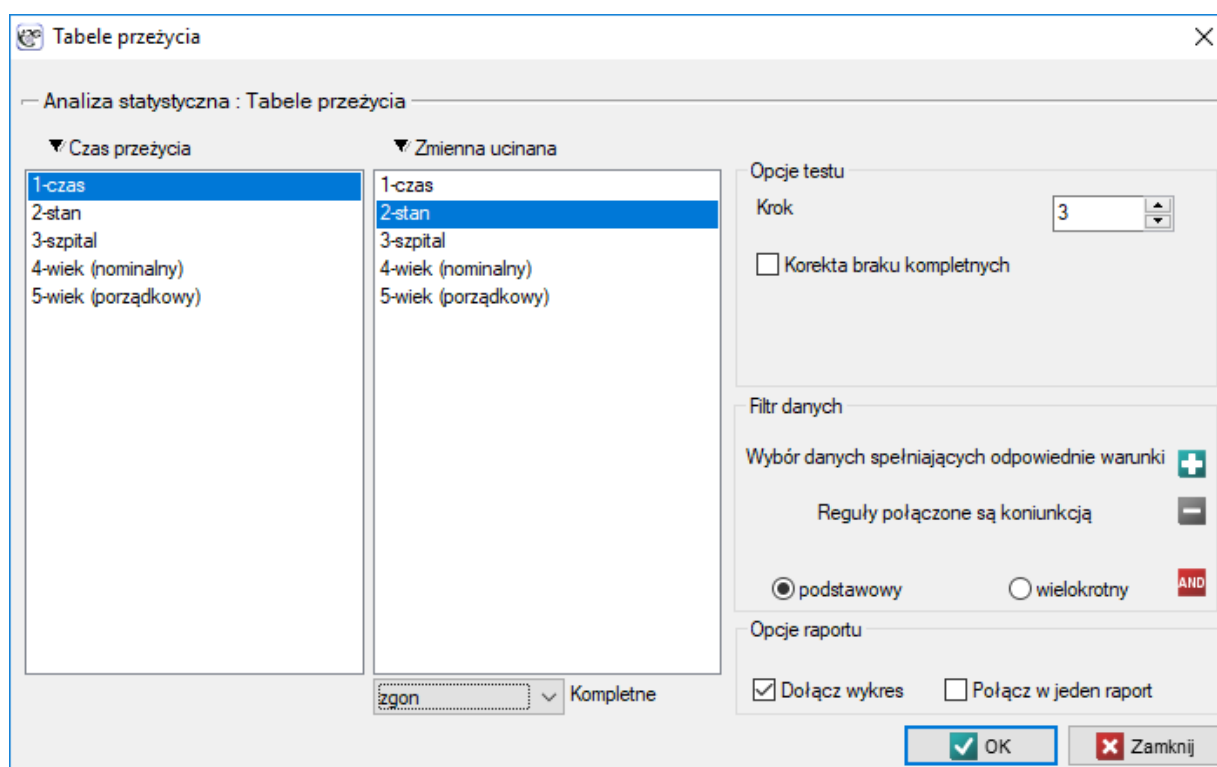 Tabele przeżycia
Analiza statystyczna : Tabele przeżycia
Czas przeżycia
1-czas
2-stan
3-szpital
4-wiek (nominalny)
5-wiek (porządkowy)
Zmienna ucinana
1-czas
2-stan
3-szpital
4-wiek (nominalny)
5-wiek (porządkowy)
zgon Kompletne
Opcje testu
Krok 3
Korekta braku kompletnych
Filtr danych
Wybór danych spełniających odpowiednie warunki
Reguły połączone są koniunkcją
podstawowy wielokrotny AND
Opcje raportu
Dołącz wykres Połącz w jeden raport
OK Zamknij